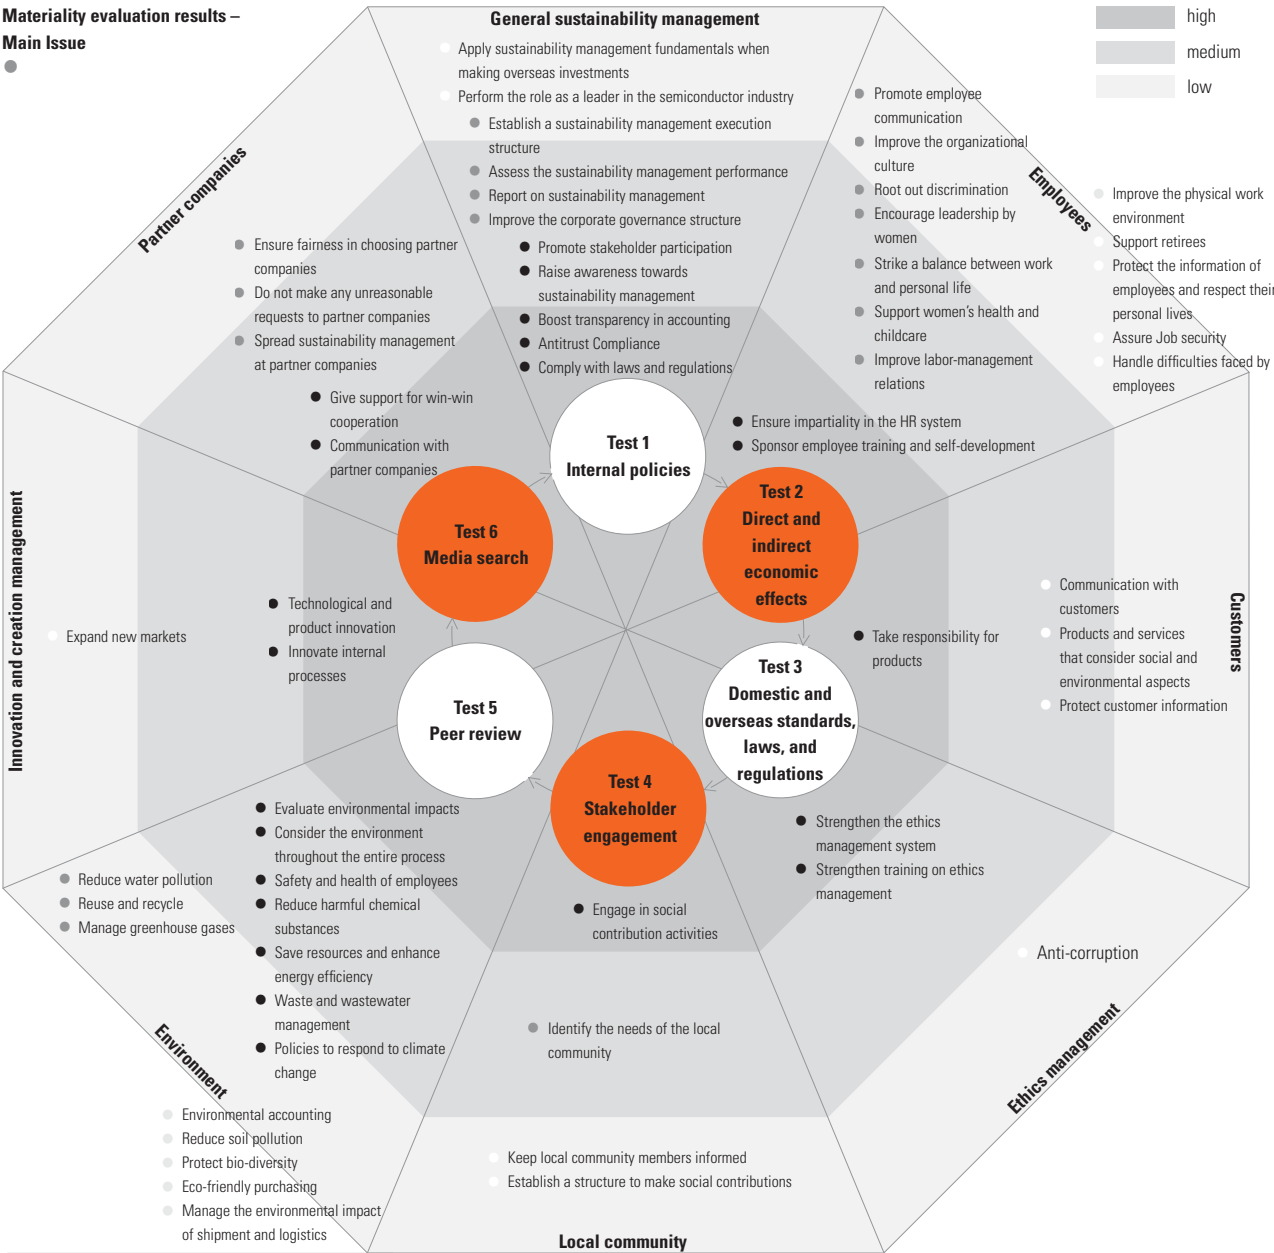 Materiality evaluation results –
Main Issue
high
medium
low
General sustainability management
Apply sustainability management fundamentals when
making overseas investments
Perform the role as a leader in the semiconductor industry
Establish a sustainability management execution
structure
Assess the sustainability management performance
Report on sustainability management
Improve the corporate governance structure
Promote stakeholder participation
Raise awareness towards
sustainability management
Boost transparency in accounting
Antitrust Compliance
Comply with laws and regulations
Employees
Promote employee
communication
Improve the organizational
culture
Root out discrimination
Encourage leadership by
women
Strike a balance between work
and personal life
Support women's health and
childcare
Improve labor-management
relations
Improve the physical work
environment
Support retirees
Protect the information of
employees and respect their
personal lives
Assure Job security
Handle difficulties faced by
employees
Ensure impartiality in the HR system
Sponsor employee training and self-development
Partner companies
Ensure fairness in choosing partner
companies
Do not make any unreasonable
requests to partner companies
Spread sustainability management
at partner companies
Give support for win-win
cooperation
Communication with
partner companies
Test 1
Internal policies
Test 2
Direct and
indirect
economic
effects
Test 3
Domestic and
overseas standards,
laws, and
regulations
Test 4
Stakeholder
engagement
Test 5
Peer review
Test 6
Media search
Innovation and creation management
Expand new markets
Technological and
product innovation
Innovate internal
processes
Customers
Communication with
customers
Products and services
that consider social and
environmental aspects
Protect customer information
Take responsibility for
products
Strengthen the ethics
management system
Strengthen training on ethics
management
Anti-corruption
Ethics management
Evaluate environmental impacts
Consider the environment
throughout the entire process
Safety and health of employees
Reduce harmful chemical
substances
Save resources and enhance
energy efficiency
Waste and wastewater
management
Policies to respond to climate
change
Reduce water pollution
Reuse and recycle
Manage greenhouse gases
Environment
Environmental accounting
Reduce soil pollution
Protect bio-diversity
Eco-friendly purchasing
Manage the environmental impact
of shipment and logistics
Engage in social
contribution activities
Identify the needs of the local
community
Keep local community members informed
Establish a structure to make social contributions
Local community